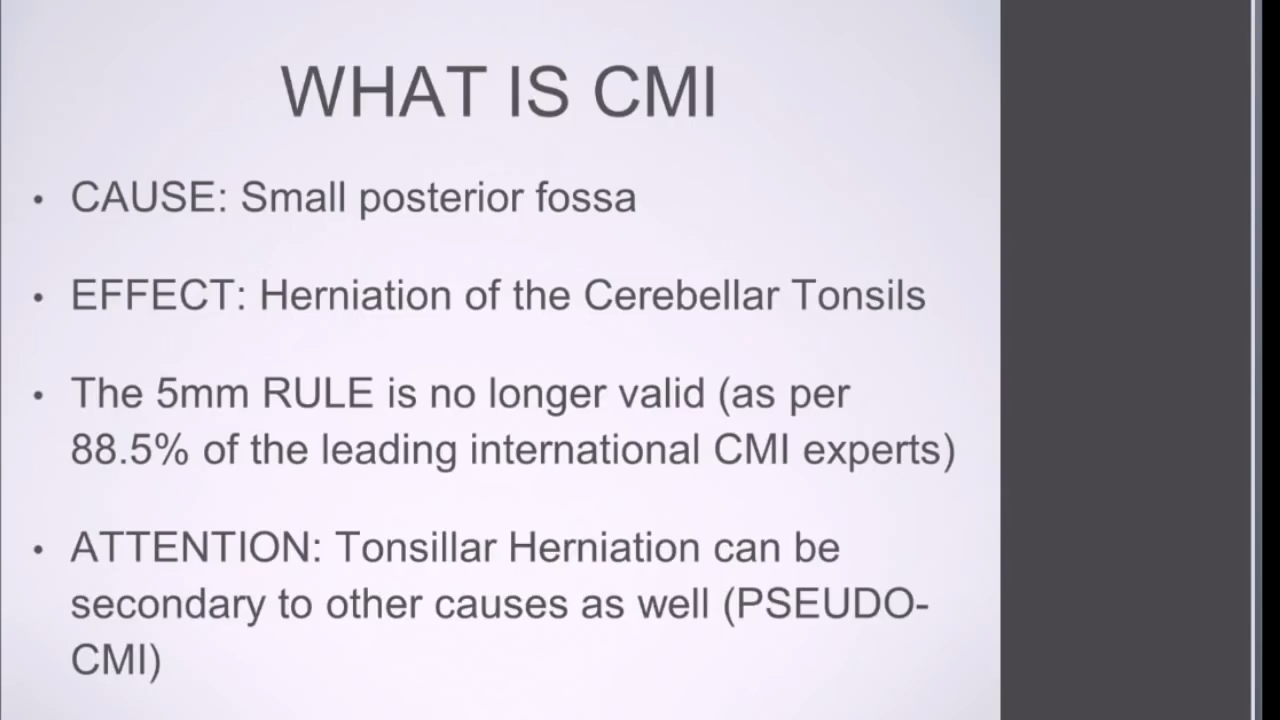 WHAT IS CMI
• CAUSE: Small posterior fossa
• EFFECT: Herniation of the Cerebellar Tonsils
• The 5mm RULE is no longer valid (as per
88.5% of the leading international CMI experts)
• ATTENTION: Tonsillar Herniation can be
secondary to other causes as well (PSEUDO-
CMI)